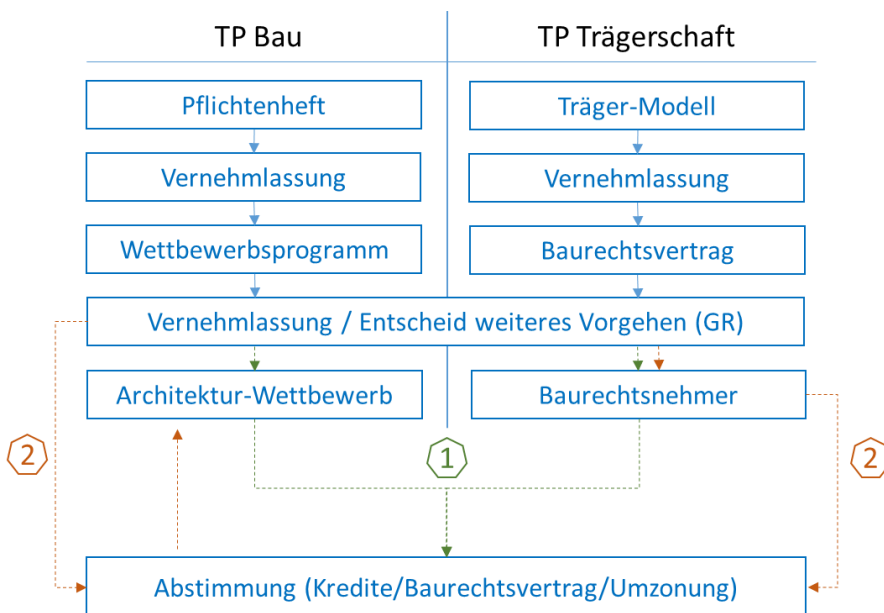 TP Bau
TP Trägerschaft
Pflichtenheft
Träger-Modell
Vernehmlassung
Vernehmlassung
Wettbewerbsprogramm
Baurechtsvertrag
Vernehmlassung / Entscheid weiteres Vorgehen (GR)
Architektur-Wettbewerb
Baurechtsnehmer
2
1
2
Abstimmung (Kredite/Baurechtsvertrag/Umzonung)